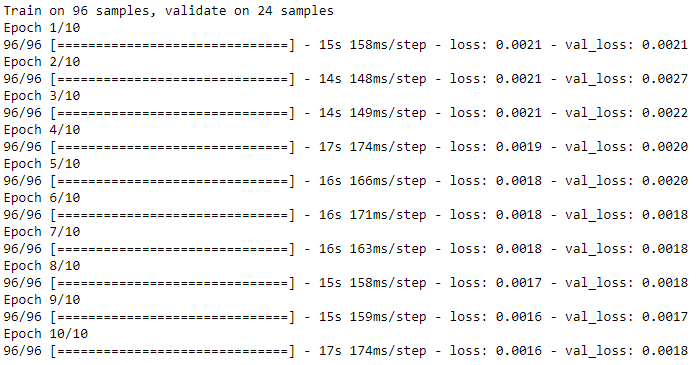 Train on 96 samples, validate on 24 samples
Epoch 1/10
96/96 [==============================] - 15s 158ms/step - loss: 0.0021 - val_loss: 0.0021
Epoch 2/10
96/96 [==============================] - 14s 148ms/step - loss: 0.0021 - val_loss: 0.0027
Epoch 3/10
96/96 [==============================] - 14s 149ms/step - loss: 0.0021 - val_loss: 0.0022
Epoch 4/10
96/96 [==============================] - 17s 174ms/step - loss: 0.0019 - val_loss: 0.0020
Epoch 5/10
96/96 [==============================] - 16s 166ms/step - loss: 0.0018 - val_loss: 0.0020
Epoch 6/10
96/96 [==============================] - 16s 171ms/step - loss: 0.0018 - val_loss: 0.0018
Epoch 7/10
96/96 [==============================] - 16s 163ms/step - loss: 0.0018 - val_loss: 0.0018
Epoch 8/10
96/96 [==============================] - 15s 158ms/step - loss: 0.0017 - val_loss: 0.0018
Epoch 9/10
96/96 [==============================] - 15s 159ms/step - loss: 0.0016 - val_loss: 0.0017
Epoch 10/10
96/96 [==============================] - 17s 174ms/step - loss: 0.0016 - val_loss: 0.0018